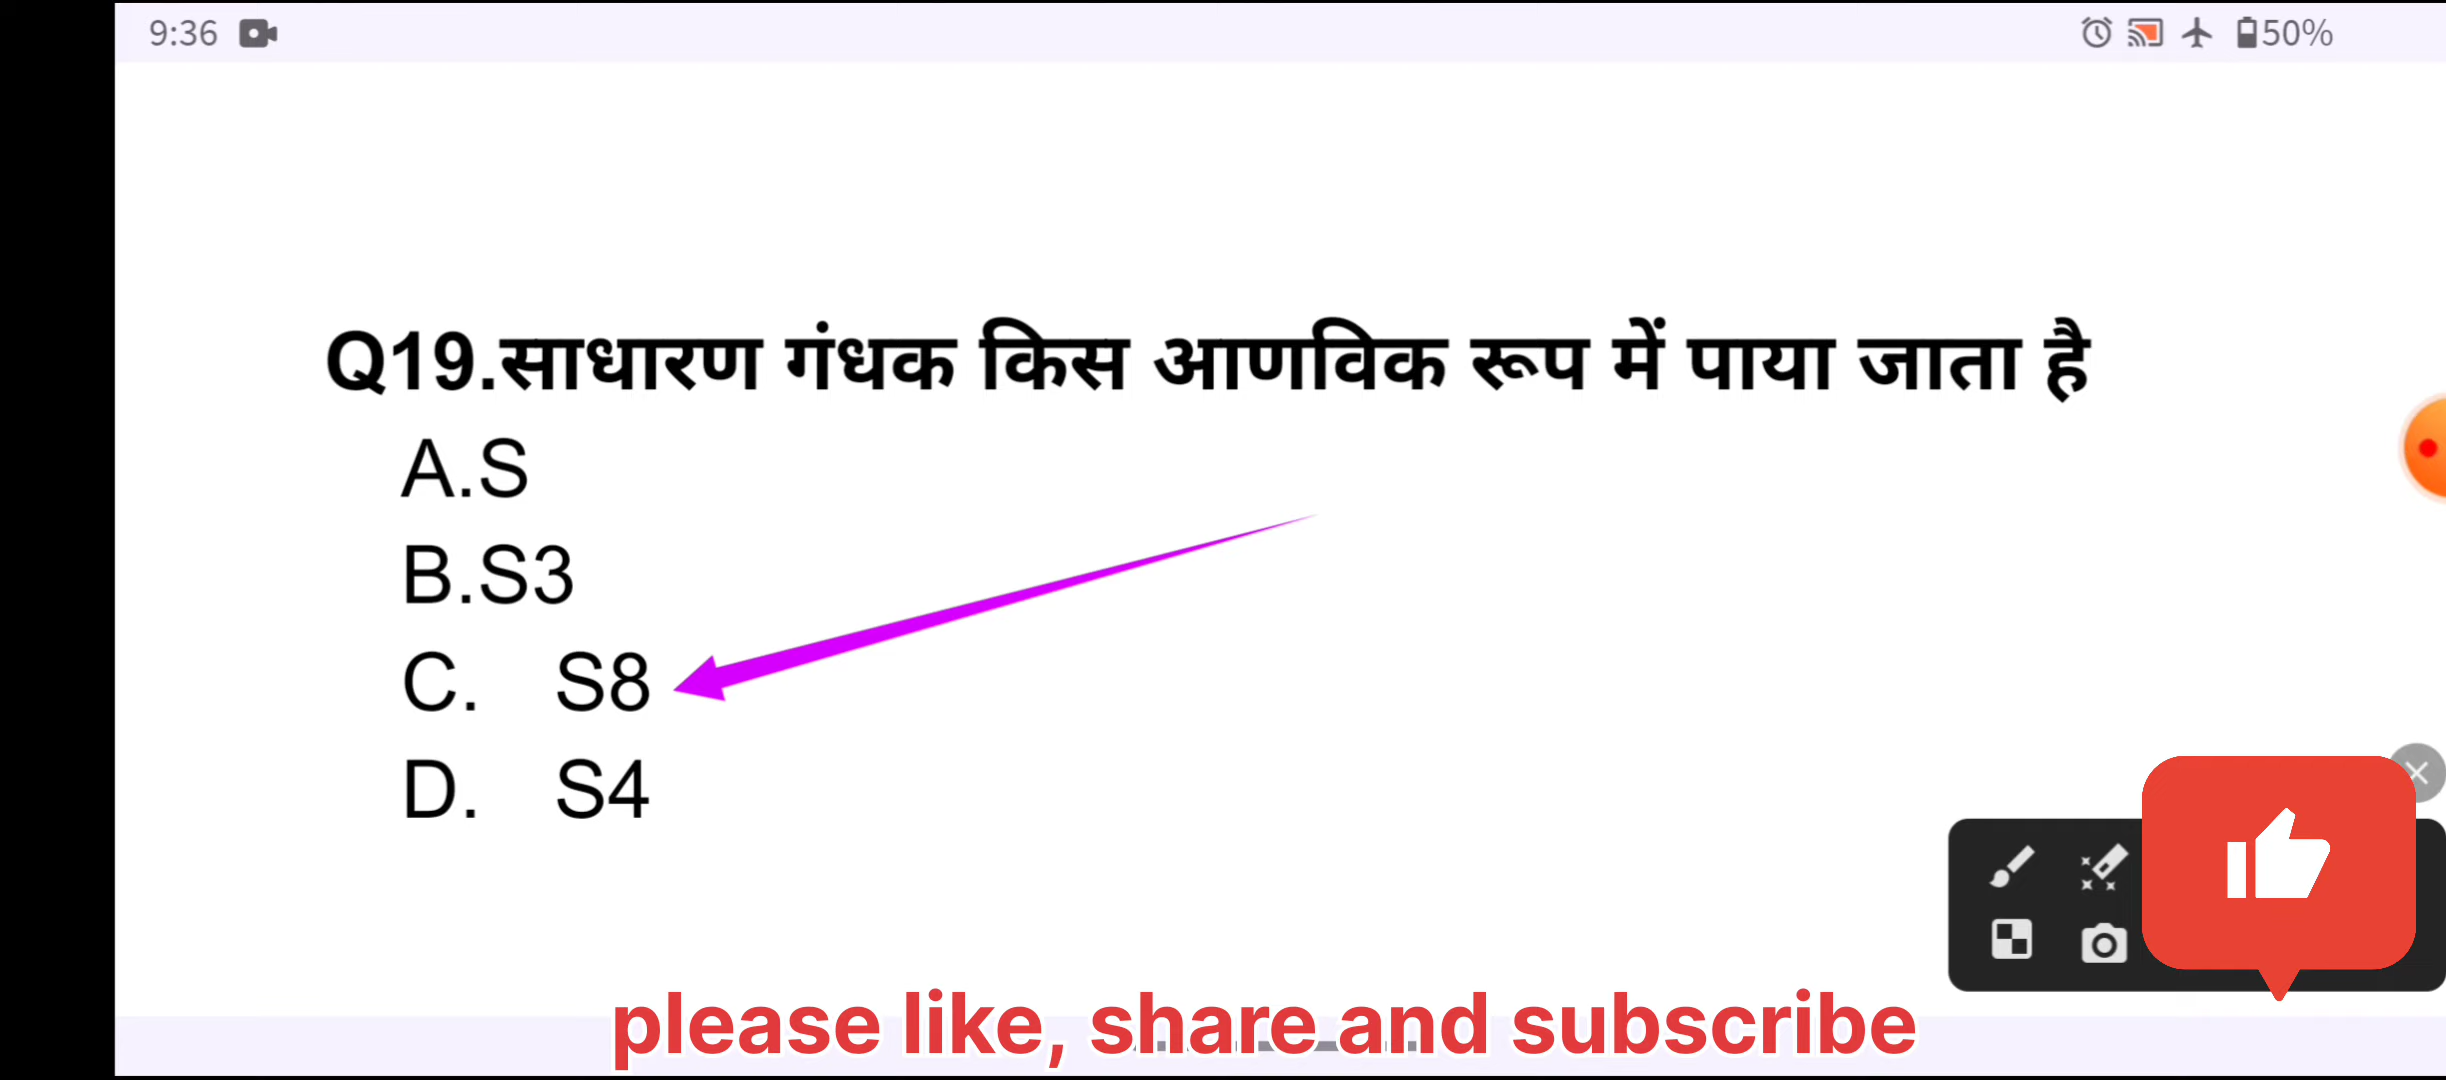 9:36 50%
Q19.साधारण गंधक किस आणविक रूप में पाया जाता है
A.S
B.S3
C. S8
D. S4
please like, share and subscribe